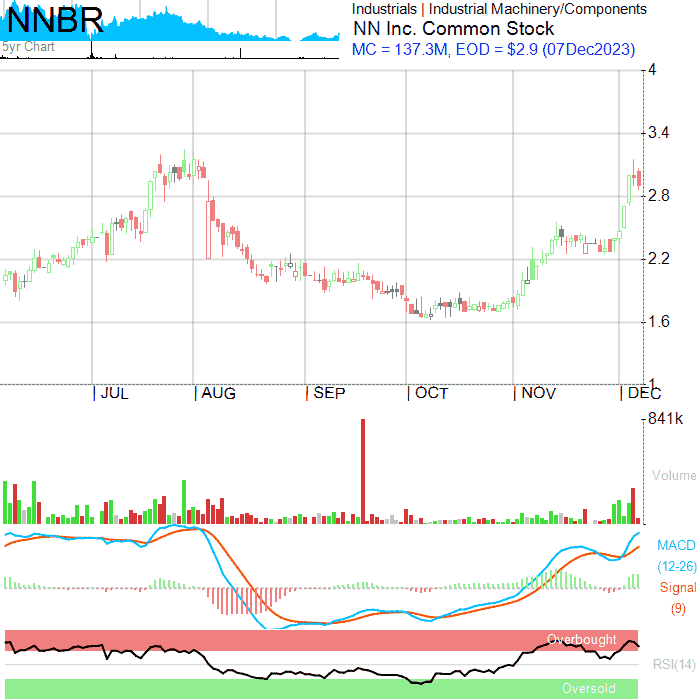 NNBR
5yr Chart
Industrials | Industrial Machinery/Components
NN Inc. Common Stock
MC = 137.3M, EOD = $2.9 (07Dec2023)
4
3.4
2.8
2.2
1.6
1
JUL AUG SEP OCT NOV DEC
841k
Volume
MACD
(12-26)
Signal
(9)
Overbought
RSI(14)
Oversold